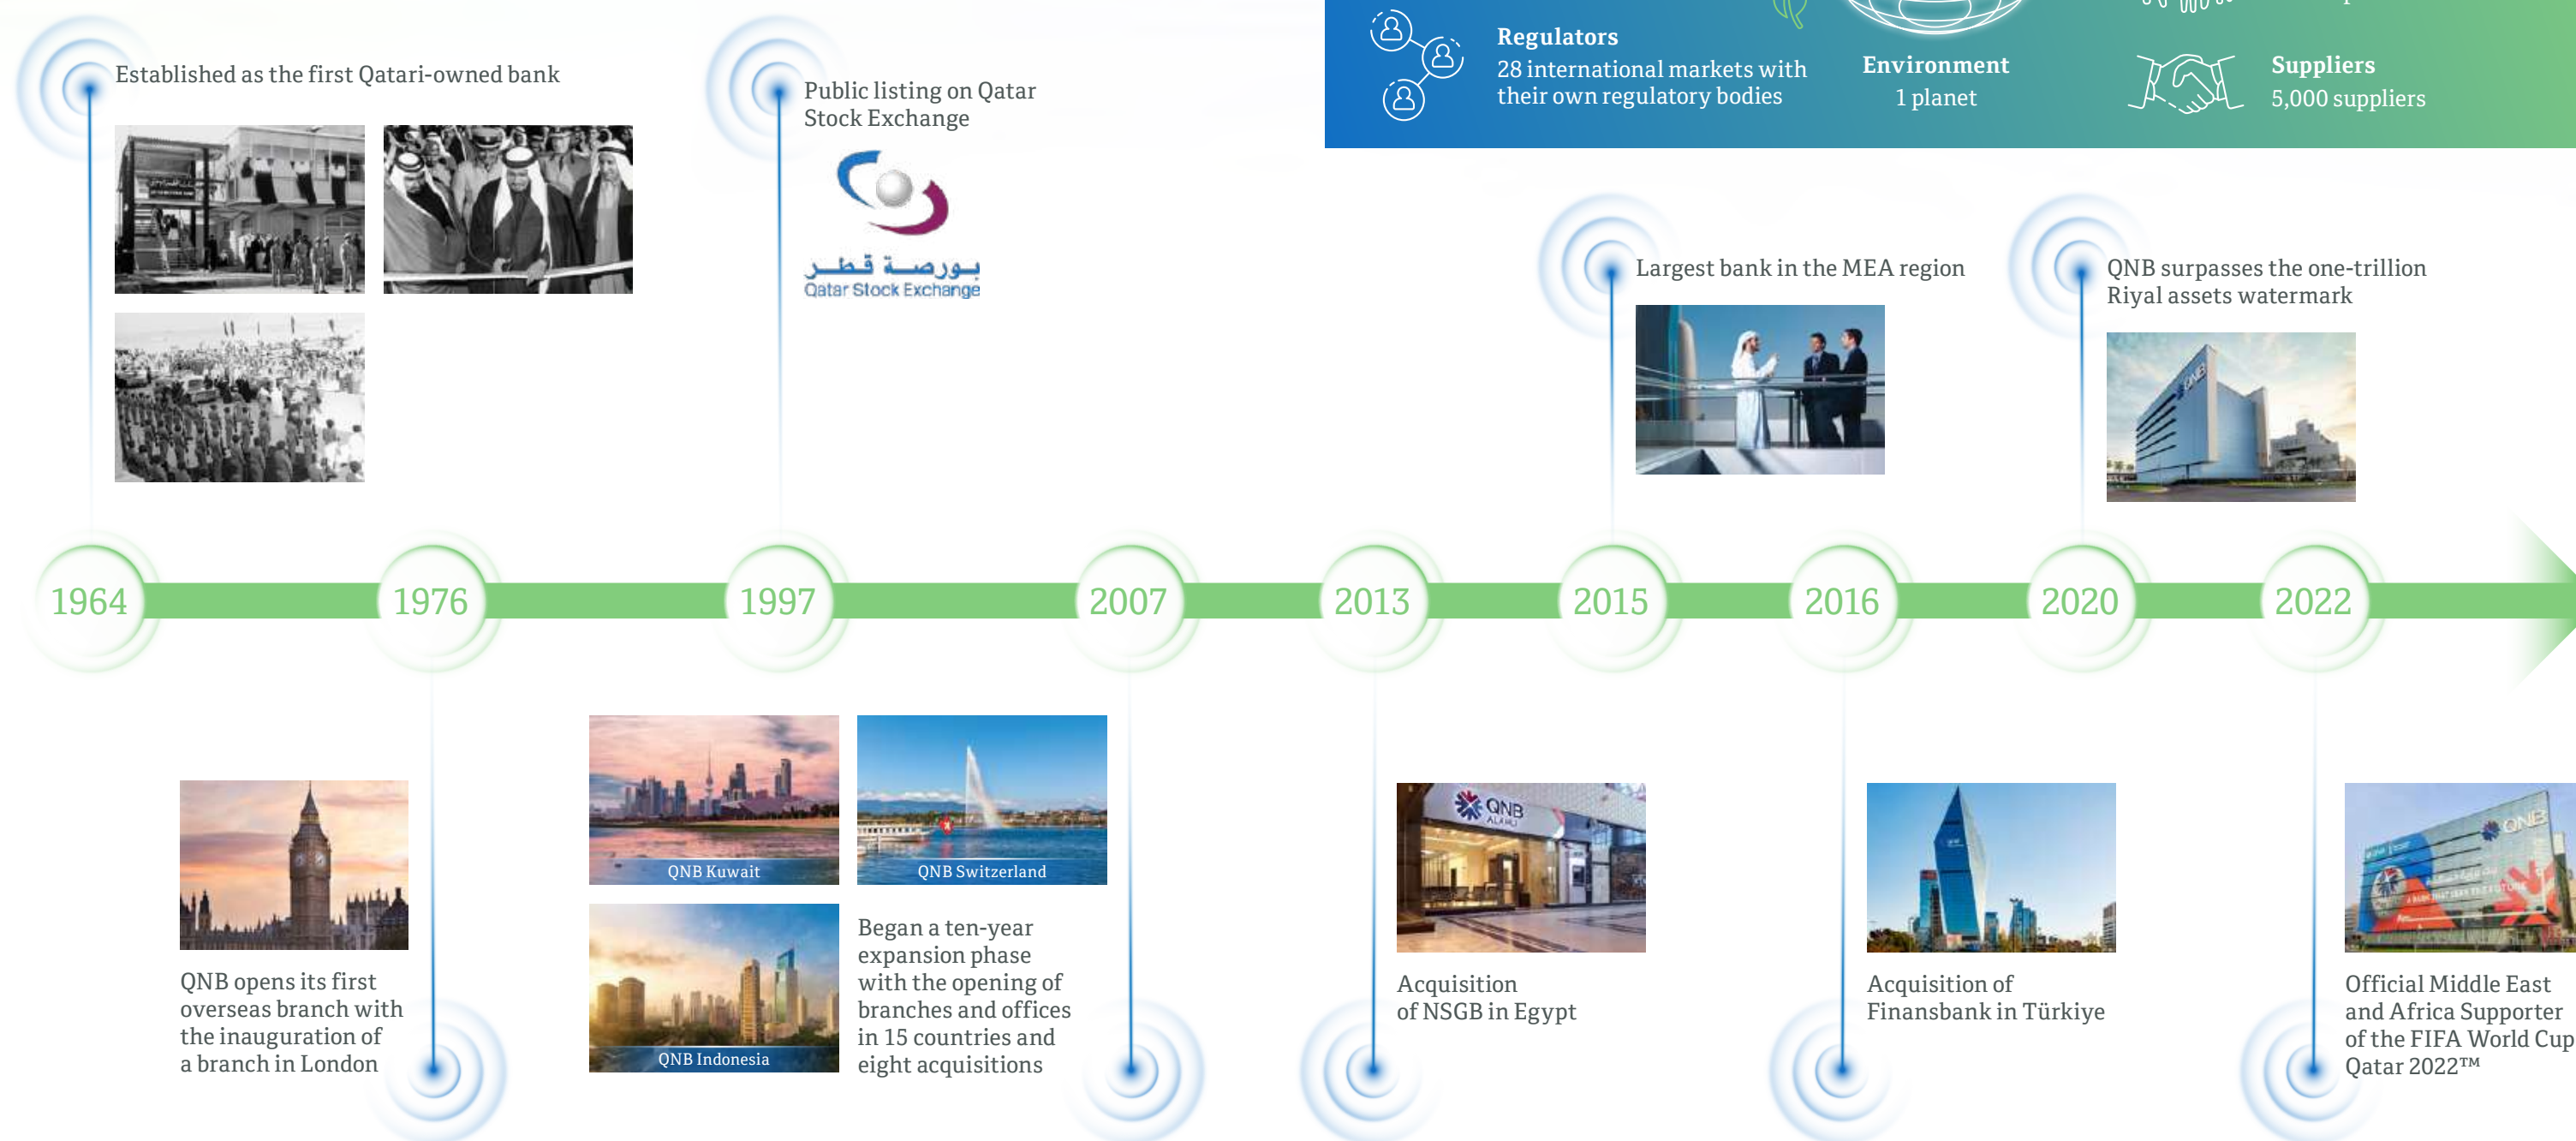 Regulators
28 international markets with
their own regulatory bodies
Environment
1 planet
Suppliers
5,000 suppliers
Established as the first Qatari-owned bank
Public listing on Qatar
Stock Exchange
بورصة قطر
Qatar Stock Exchange
Largest bank in the MEA region
QNB surpasses the one-trillion
Riyal assets watermark
QNB
1964
1976
1997
2007
2013
2015
2016
2020
2022
QNB opens its first
overseas branch with
the inauguration of
a branch in London
QNB Kuwait
QNB Switzerland
QNB Indonesia
Began a ten-year
expansion phase
with the opening of
branches and offices
in 15 countries and
eight acquisitions
QNB
ALAHLI
Acquisition
of NSGB in Egypt
Acquisition of
Finansbank in Türkiye
QNB
Official Middle East
and Africa Supporter
of the FIFA World Cup
Qatar 2022™